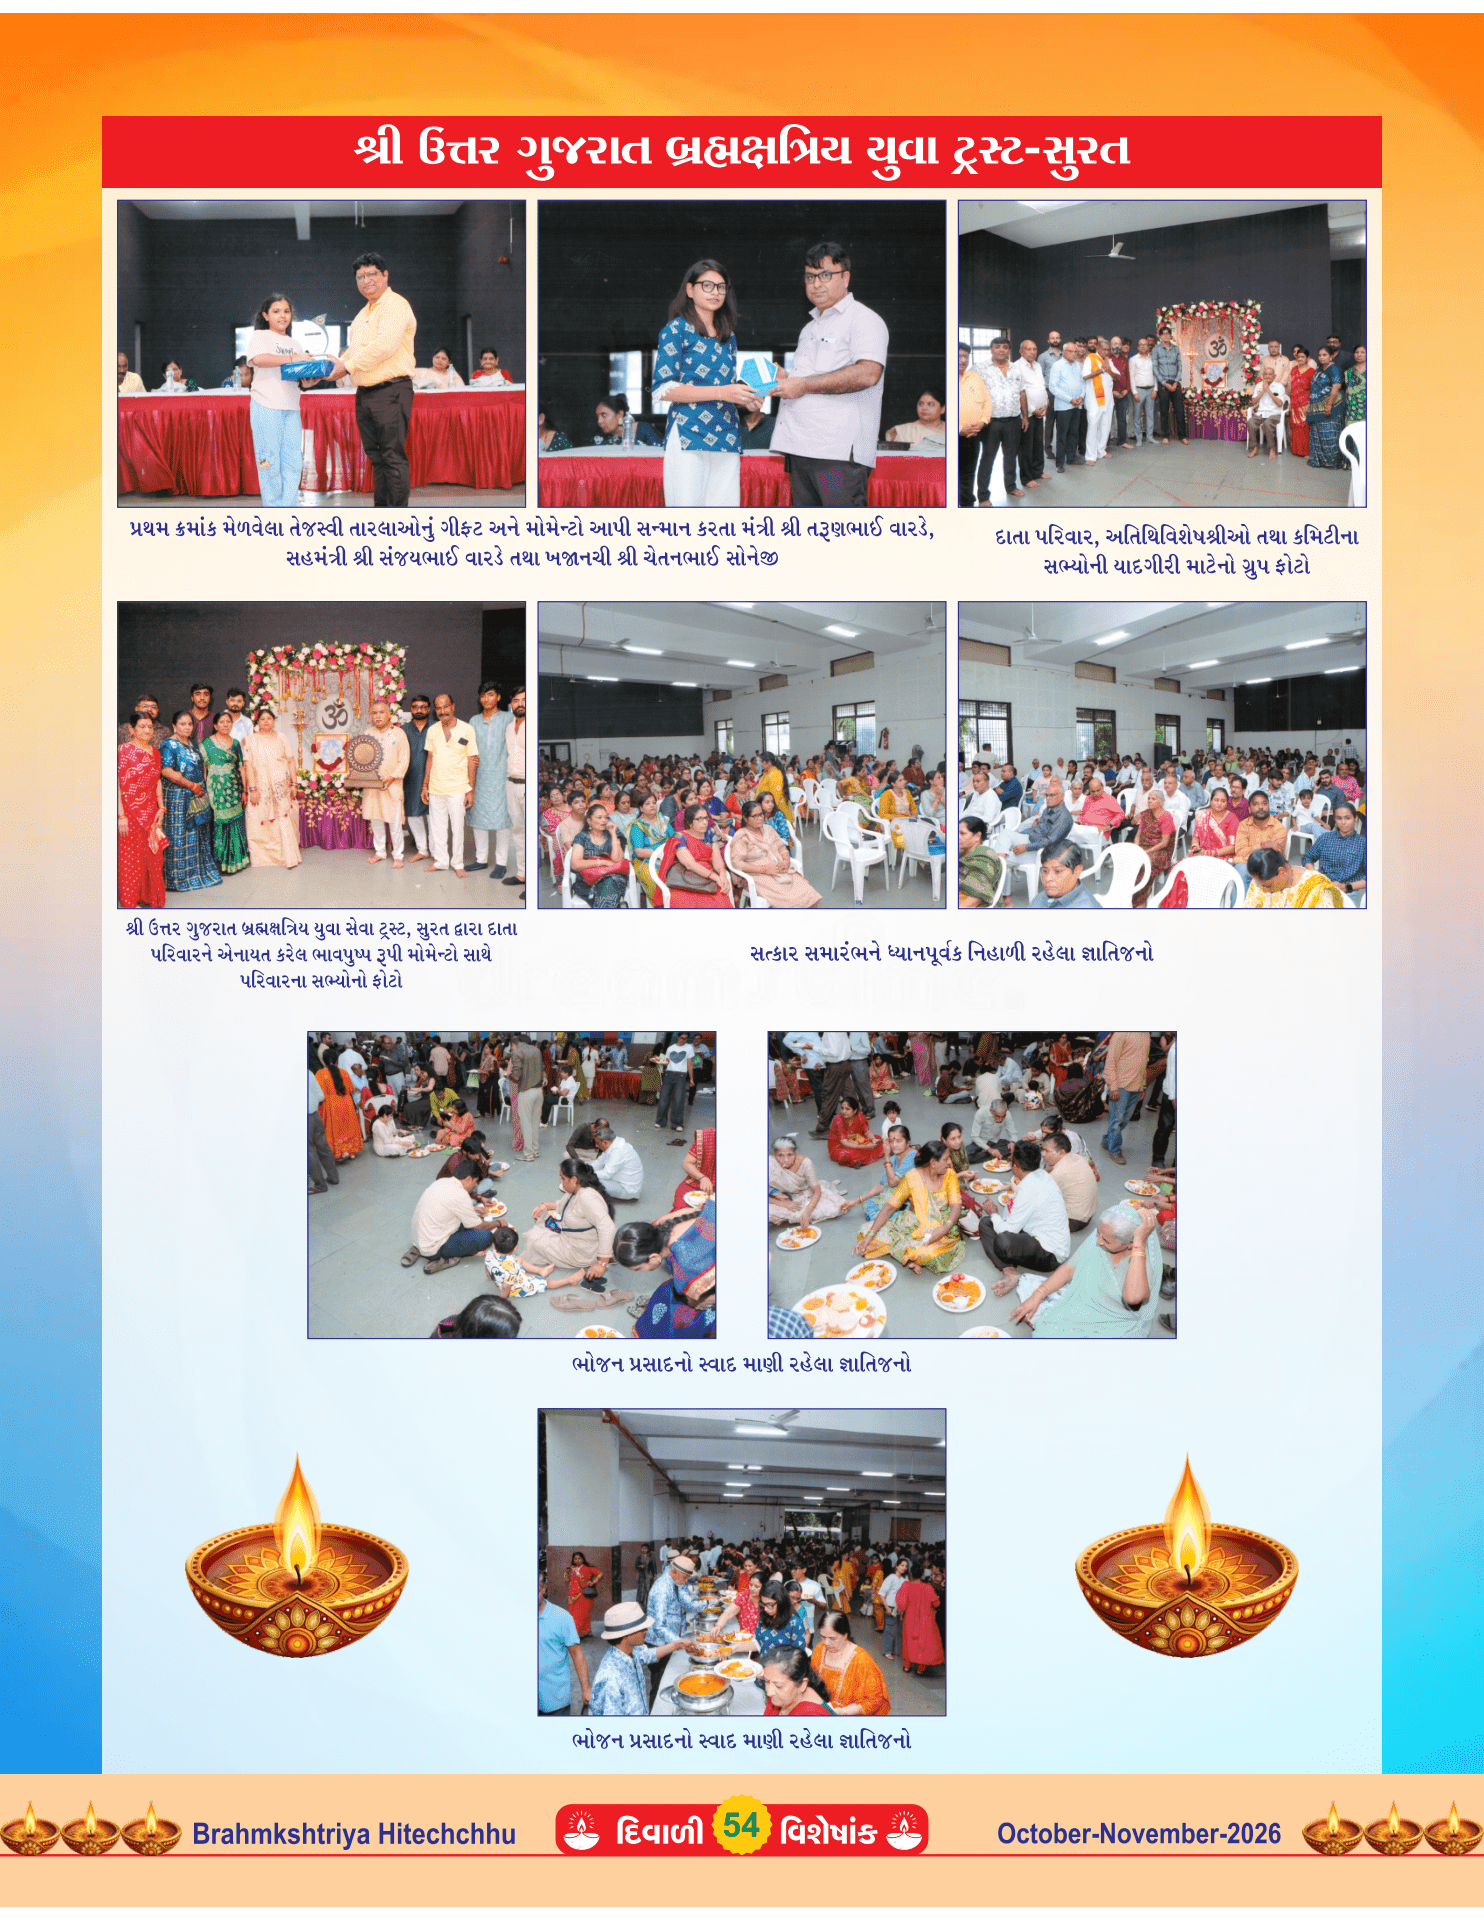 શ્રી ઉત્તર ગુજરાત બ્રહ્મક્ષત્રિય યુવા ટ્રસ્ટ-સુરત
પ્રથમ ક્રમાંક મેળવેલા તેજસ્વી તારલાઓનું ગીફ્ટ અને મોમેન્ટો આપી સન્માન કરતા મંત્રી શ્રી તરૂણભાઈ વારડે,
સહમંત્રી શ્રી સંજયભાઈ વારડે તથા ખજાનચી શ્રી ચેતનભાઈ સોનેજી
દાતા પરિવાર, અતિથિવિશેષશ્રીઓ તથા કમિટીના
સભ્યોની યાદગીરી માટેનો ગ્રુપ ફોટો
ॐ
ॐ
શ્રી ઉત્તર ગુજરાત બ્રહ્મક્ષત્રિય યુવા સેવા ટ્રસ્ટ, સુરત દ્વારા દાતા
પરિવારને એનાયત કરેલ ભાવપુષ્પ રૂપી મોમેન્ટો સાથે
પરિવારના સભ્યોનો ફોટો
સત્કાર સમારંભને ધ્યાનપૂર્વક નિહાળી રહેલા જ્ઞાતિજનો
ભોજન પ્રસાદનો સ્વાદ માણી રહેલા જ્ઞાતિજનો
ભોજન પ્રસાદનો સ્વાદ માણી રહેલા જ્ઞાતિજનો
Brahmkshtriya Hitechchhu
દિવાળી 54 વિશેષાંક
October-November-2026